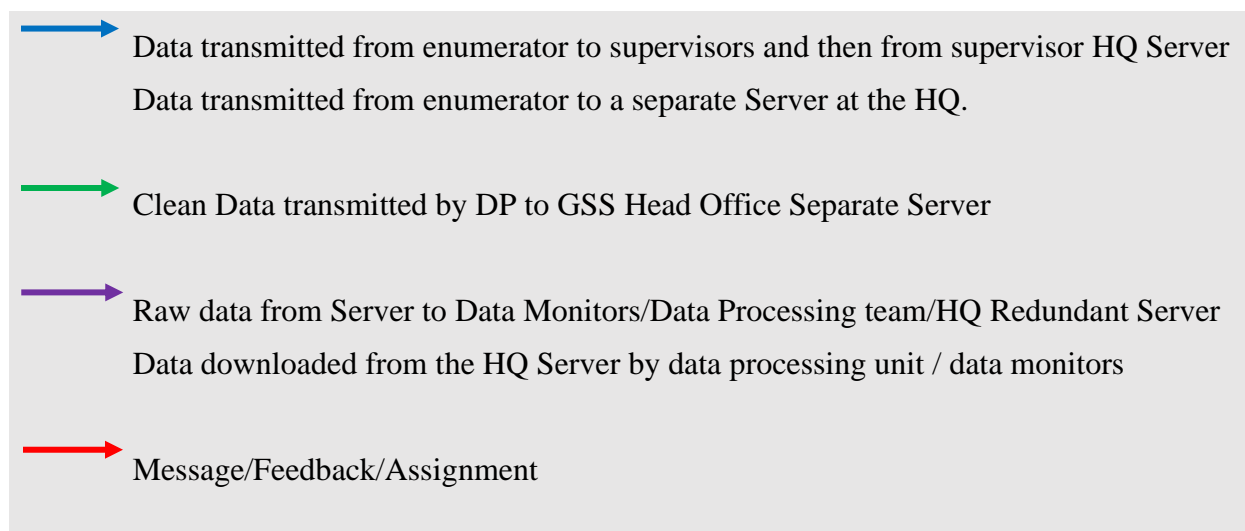 Data transmitted from enumerator to supervisors and then from supervisor HQ Server
Data transmitted from enumerator to a separate Server at the HQ.
Clean Data transmitted by DP to GSS Head Office Separate Server
Raw data from Server to Data Monitors/Data Processing team/HQ Redundant Server
Data downloaded from the HQ Server by data processing unit / data monitors
Message/Feedback/Assignment